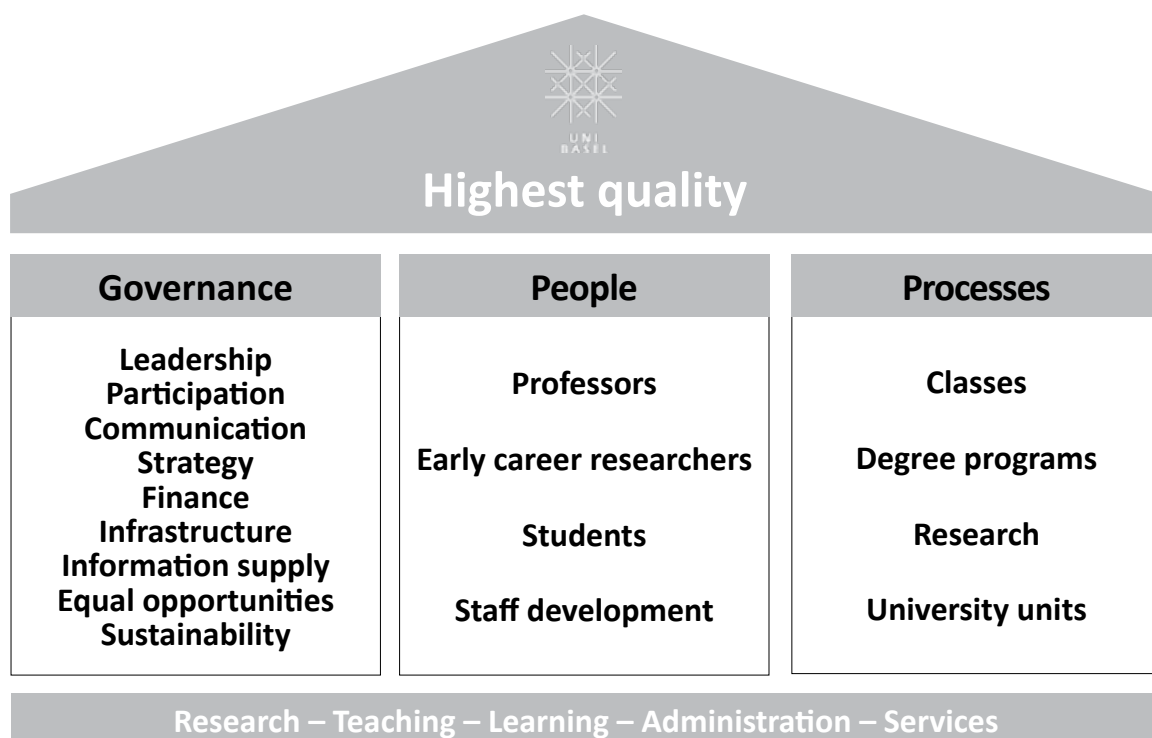 UNI
BASEL
Highest quality
Governance
Leadership
Participation
Communication
Strategy
Finance
Infrastructure
Information supply
Equal opportunities
Sustainability
People
Professors
Early career researchers
Students
Staff development
Processes
Classes
Degree programs
Research
University units
Research – Teaching – Learning – Administration – Services